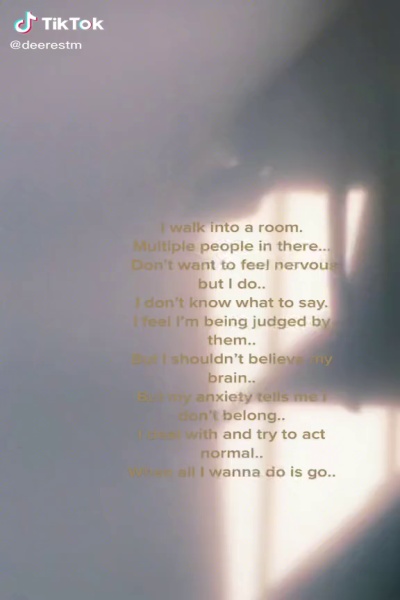 TikTok
@deerestm
I walk into a room.
Multiple people in there...
Don't want to feel nervous
but I do..
I don't know what to say.
I feel I'm being judged by
them..
But I shouldn't believe my
brain..
But my anxiety tells me I
don't belong..
I deal with and try to act
normal..
all I wanna do is go..